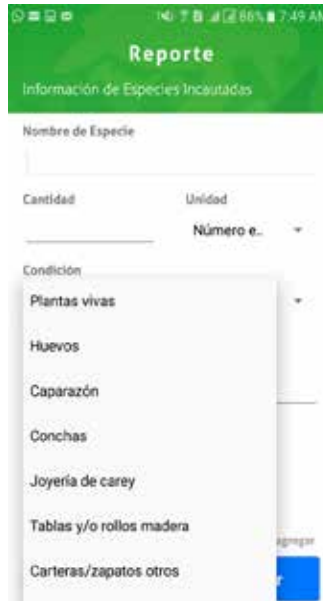 86% 7:49 AM
Reporte
Información de Especies Incautadas
Nombre de Especie
Cantidad
Unidad
Número e..
Condición
Plantas vivas
Huevos
Caparazón
Conchas
Joyería de carey
Tablas y/o rollos madera
agregar
Carteras/zapatos otros
r